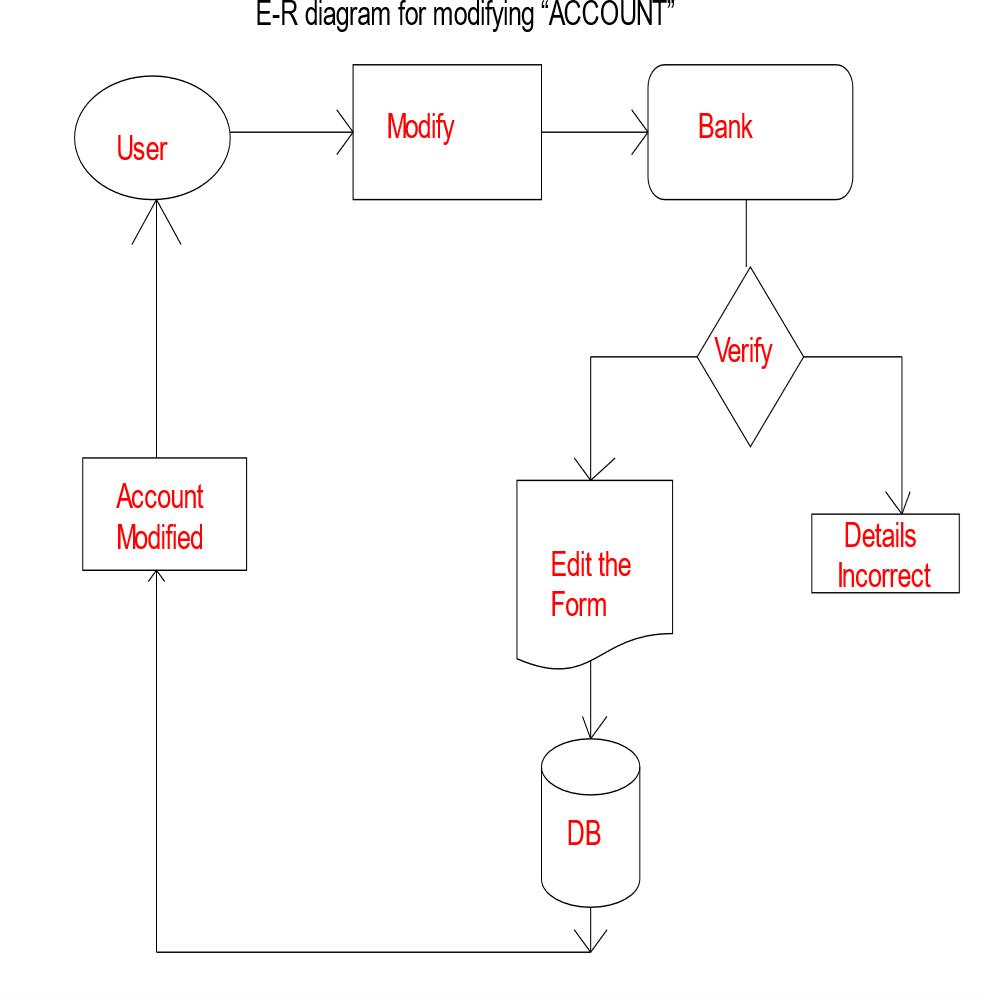 E-R diagram for modifying “ACCOUNT”
User
Modify
Bank
Verify
Account
Modified
Edit the
Form
Details
Incorrect
DB